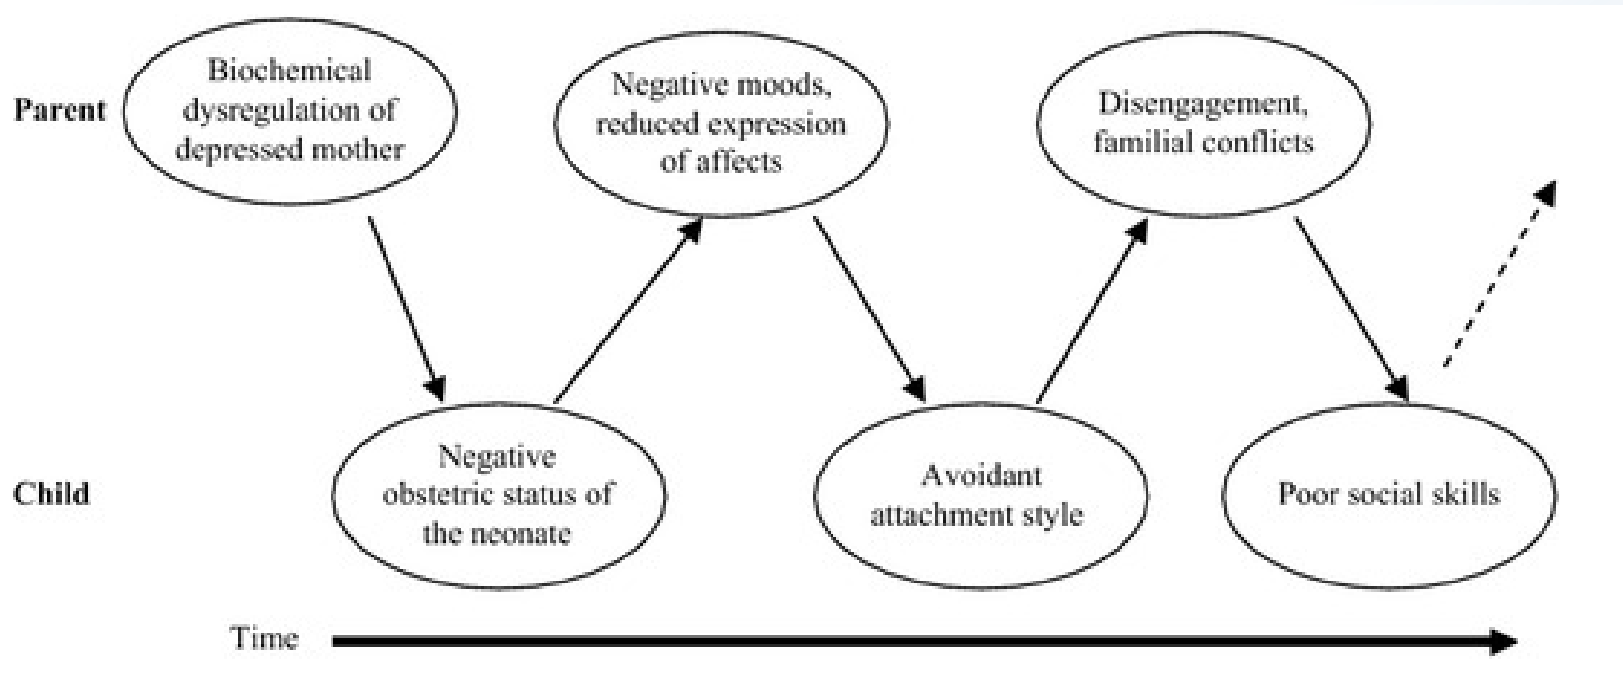 Parent
Biochemical
dysregulation of
depressed mother
Negative moods,
reduced expression
of affects
Disengagement,
familial conflicts
Child
Negative
obstetric status of
the neonate
Avoidant
attachment style
Poor social skills
Time